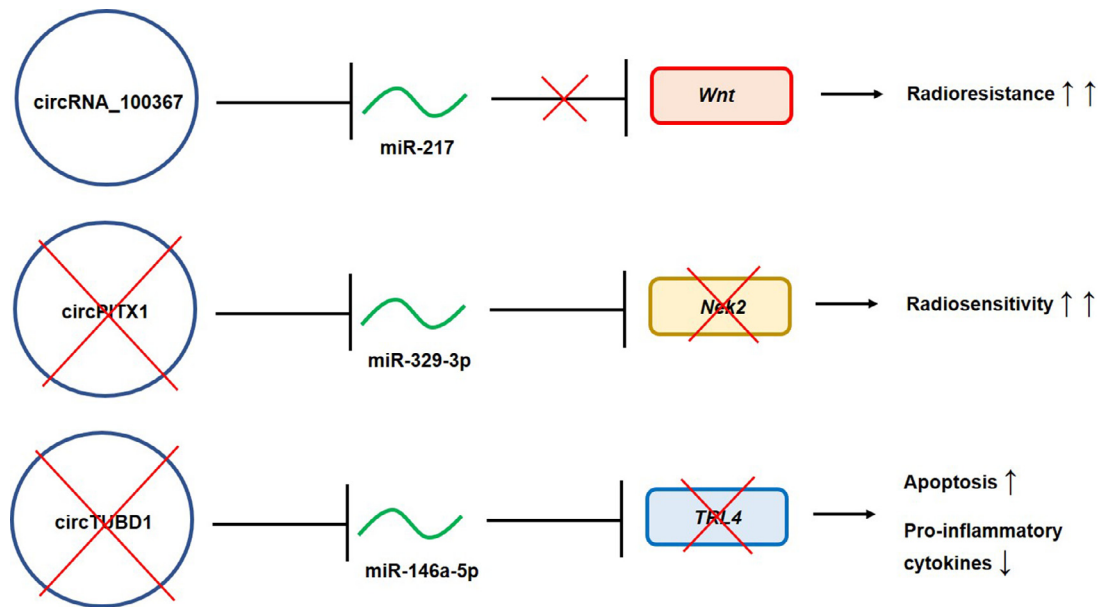 circRNA_100367
miR-217
Wnt
Radioresistance ↑ ↑
circPITX1
miR-329-3p
Nek2
Radiosensitivity ↑ ↑
circTUBD1
miR-146a-5p
TRL4
Apoptosis ↑
Pro-inflammatory
cytokines ↓